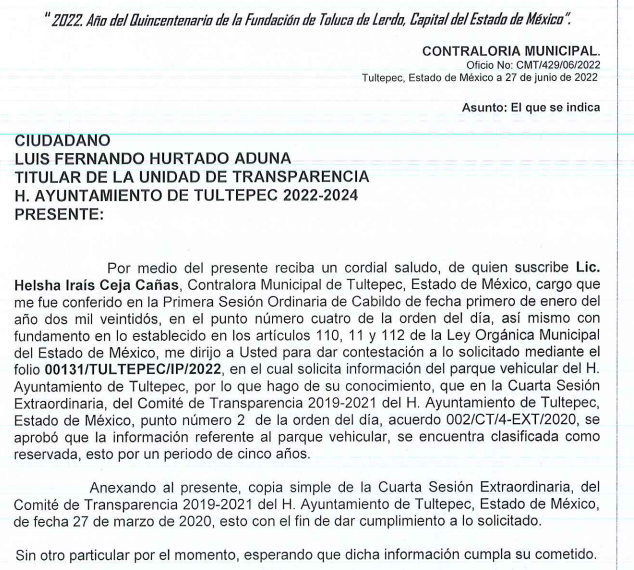 "2022. Año del Quincentenario de la Fundación de Toluca de Lerdo, Capital del Estado de México".
CONTRALORIA MUNICIPAL.
Oficio No: CMT/429/06/2022
Tultepec, Estado de México a 27 de junio de 2022
Asunto: El que se indica
CIUDADANO
LUIS FERNANDO HURTADO ADUNA
TITULAR DE LA UNIDAD DE TRANSPARENCIA
H. AYUNTAMIENTO DE TULTEPEC 2022-2024
PRESENTE:
Por medio del presente reciba un cordial saludo, de quien suscribe Lic.
Helsha Iraís Ceja Cañas, Contralora Municipal de Tultepec, Estado de México, cargo que
me fue conferido en la Primera Sesión Ordinaria de Cabildo de fecha primero de enero del
año dos mil veintidós, en el punto número cuatro de la orden del día, así mismo con
fundamento en lo establecido en los artículos 110, 11 y 112 de la Ley Orgánica Municipal
del Estado de México, me dirijo a Usted para dar contestación a lo solicitado mediante el
folio 00131/TULTEPEC/IP/2022, en el cual solicita información del parque vehicular del H.
Ayuntamiento de Tultepec, por lo que hago de su conocimiento, que en la Cuarta Sesión
Extraordinaria, del Comité de Transparencia 2019-2021 del H. Ayuntamiento de Tultepec,
Estado de México, punto número 2 de la orden del día, acuerdo 002/CT/4-EXT/2020, se
aprobó que la información referente al parque vehicular, se encuentra clasificada como
reservada, esto por un periodo de cinco años.
Anexando al presente, copia simple de la Cuarta Sesión Extraordinaria, del
Comité de Transparencia 2019-2021 del H. Ayuntamiento de Tultepec, Estado de México,
de fecha 27 de marzo de 2020, esto con el fin de dar cumplimiento a lo solicitado.
Sin otro particular por el momento, esperando que dicha información cumpla su cometido.